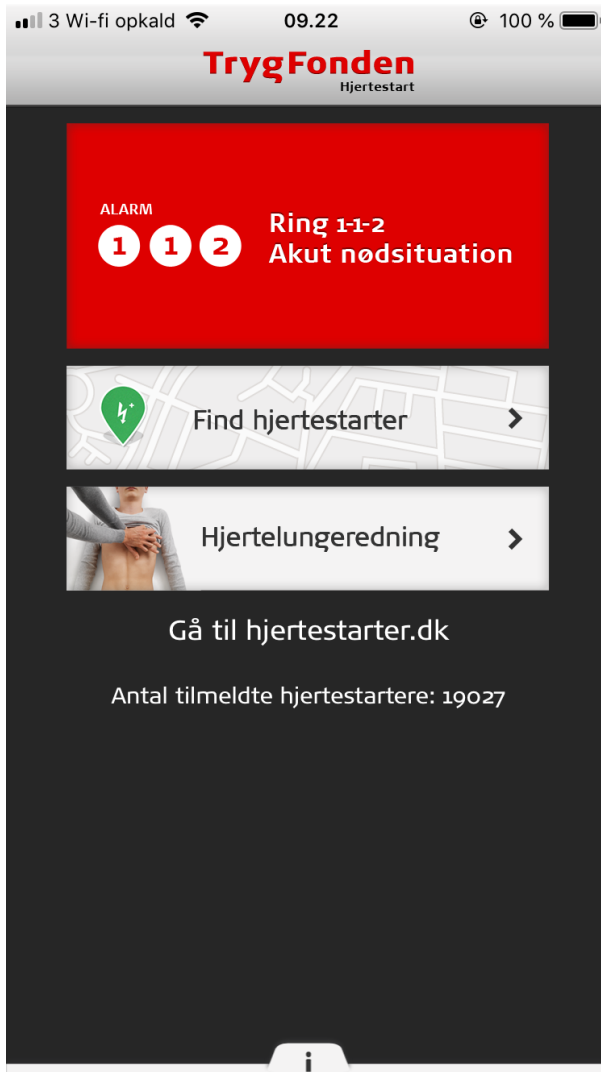 3 Wi-fi opkald 09.22 100 %
TrygFonden
Hjertestart
ALARM
1 1 2
Ring 1-1-2
Akut nødsituation
Find hjertestarter
Hjertelungeredning
Gå til hjertestarter.dk
Antal tilmeldte hjertestartere: 19027
i